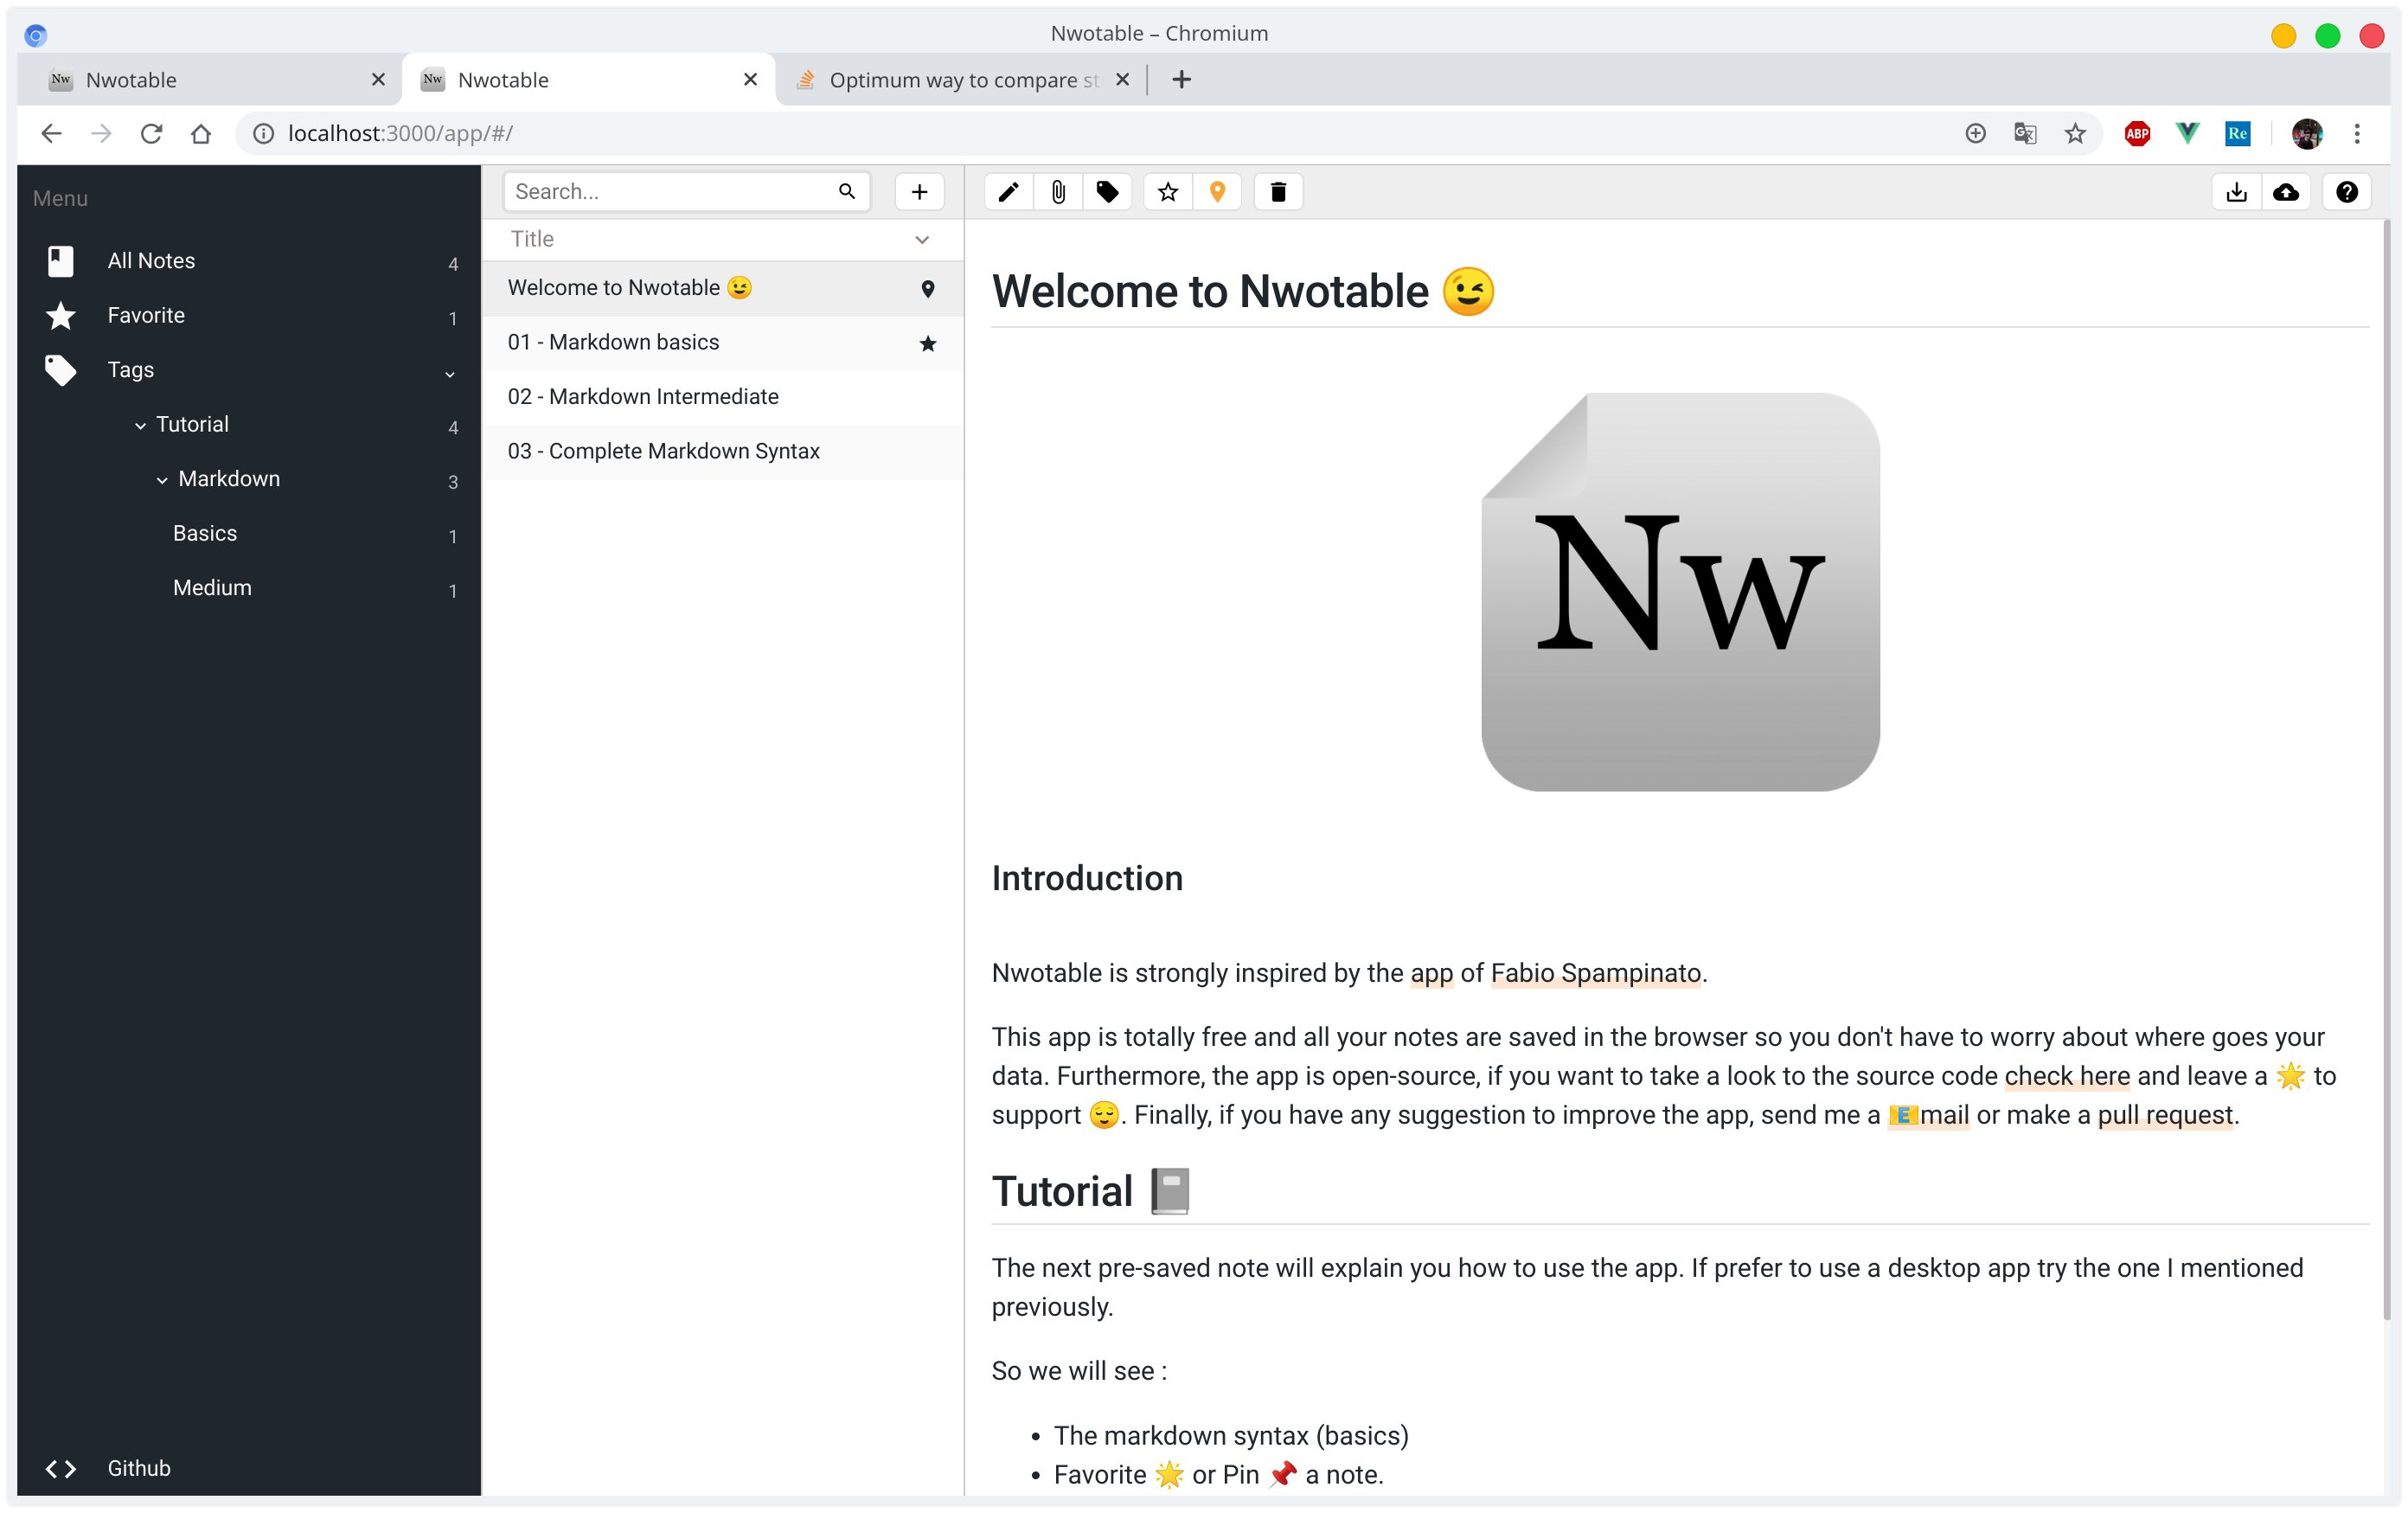 Nwotable – Chromium
Nw Nwotable
Nw Nwotable
Optimum way to compare st
localhost:3000/app/#/
ABP
Re
Menu
All Notes 4
Favorite 1
Tags
Tutorial 4
Markdown 3
Basics 1
Medium 1
Github
Search...
Title
Welcome to Nwotable 😉
01 - Markdown basics
02 - Markdown Intermediate
03 - Complete Markdown Syntax
Welcome to Nwotable 😉
Nw
Introduction
Nwotable is strongly inspired by the app of Fabio Spampinato.
This app is totally free and all your notes are saved in the browser so you don't have to worry about where goes your
data. Furthermore, the app is open-source, if you want to take a look to the source code check here and leave a 🌟 to
support 😌. Finally, if you have any suggestion to improve the app, send me a 📧mail or make a pull request.
Tutorial 📓
The next pre-saved note will explain you how to use the app. If prefer to use a desktop app try the one I mentioned
previously.
So we will see :
• The markdown syntax (basics)
• Favorite 🌟 or Pin 📌 a note.